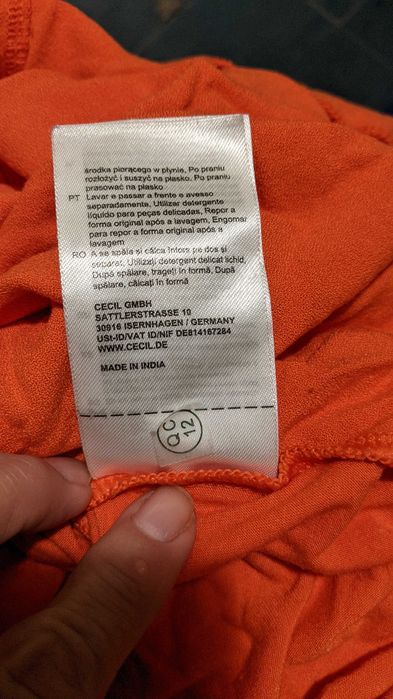 środka piorącego w płynie, Po praniu
rozłożyć i suszyć na płasko. Po praniu
prasować na płasko
PT Lavar e passar a frente e avesso
separadamente, Utilizar detergente
líquido para peças delicadas, Repor a
forma original após a lavagem, Engomar
para repor a forma original após a
lavagem
RO A se spăla și călca întors pe dos și
separat, Utilizați detergent delicat lichid,
După spălare, trageți în formă, După
spălare, călcați în formă
CECIL GMBH
SATTLERSTRASSE 10
30916 ISERNHAGEN / GERMANY
USt-ID/VAT ID/NIF DE814167284
WWW.CECIL.DE
MADE IN INDIA
QC
12